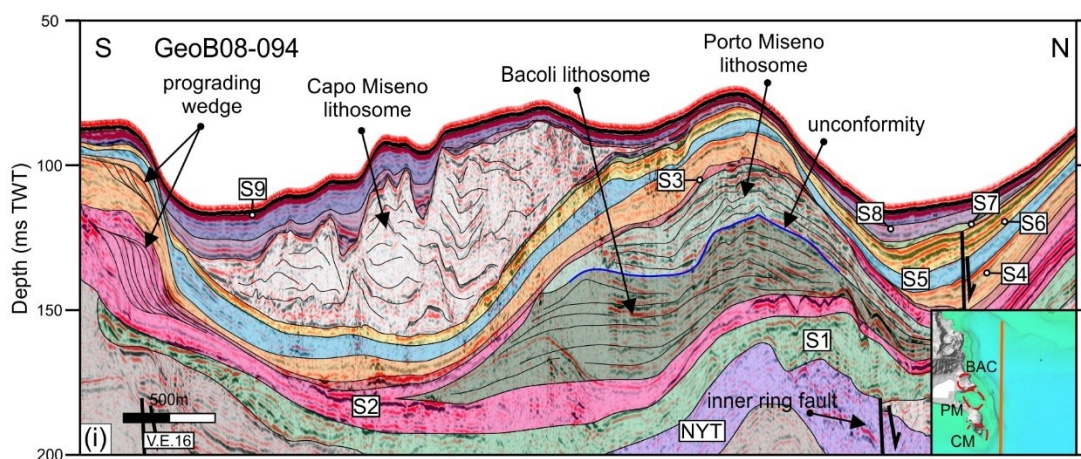 50
S
GeoB08-094
N
prograding
wedge
Capo Miseno
lithosome
Bacoli lithosome
Porto Miseno
lithosome
unconformity
Depth (ms TWT)
100
150
200
S9
S3
S8
S7
S6
S5
S4
S1
S2
NYT
inner ring fault
500m
V.E.16
(i)
BAC
PM
CM